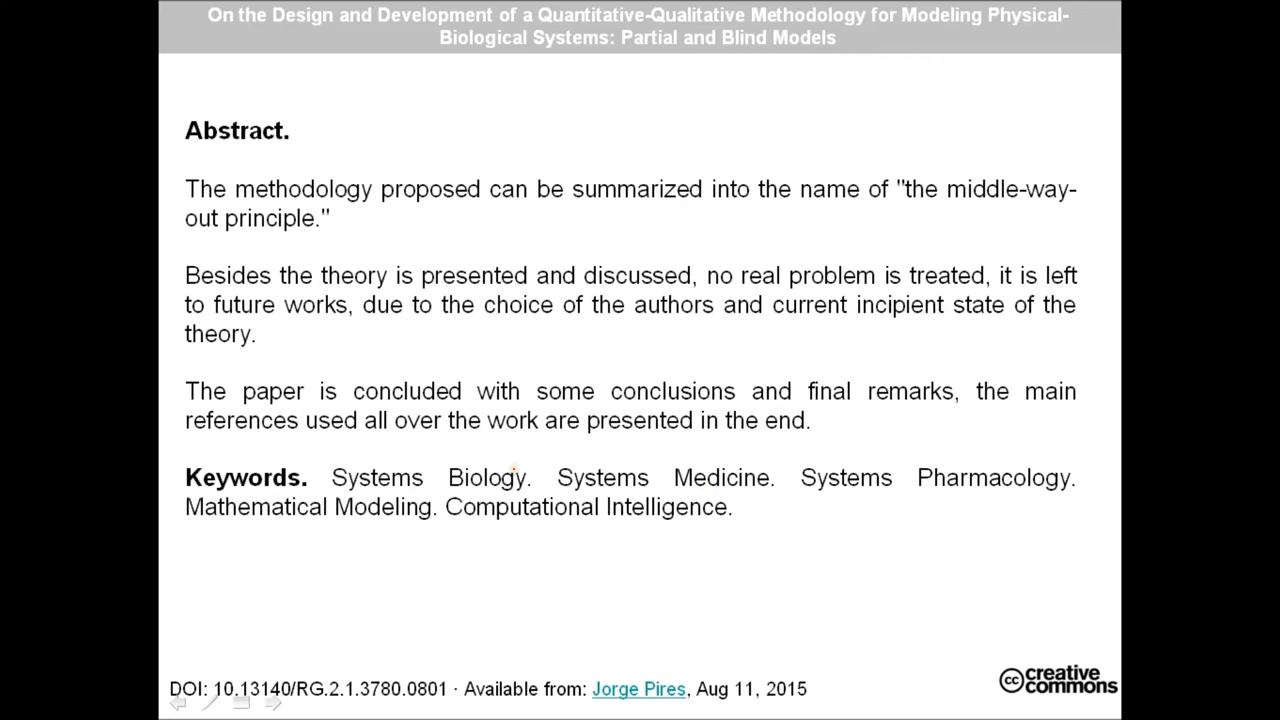 On the Design and Development of a Quantitative-Qualitative Methodology for Modeling Physical-
Biological Systems: Partial and Blind Models
Abstract.
The methodology proposed can be summarized into the name of "the middle-way-
out principle."
Besides the theory is presented and discussed, no real problem is treated, it is left
to future works, due to the choice of the authors and current incipient state of the
theory.
The paper is concluded with some conclusions and final remarks, the main
references used all over the work are presented in the end.
Keywords. Systems Biology. Systems Medicine. Systems Pharmacology.
Mathematical Modeling. Computational Intelligence.
DOI: 10.13140/RG.2.1.3780.0801 · Available from: Jorge Pires, Aug 11, 2015
cc creative
commons